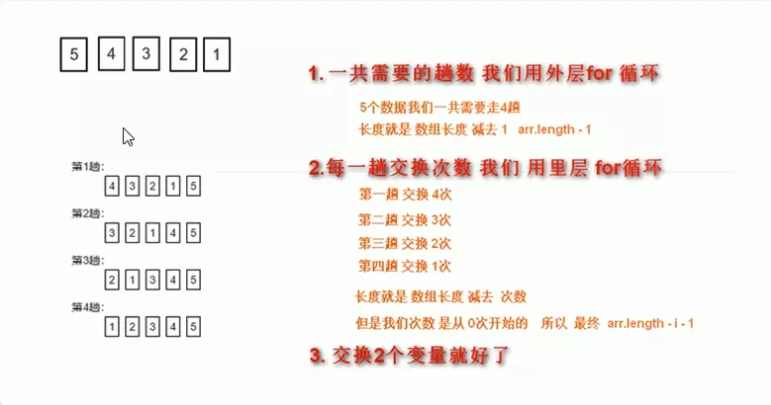 5 4 3 2 1
第1趟:
4 3 2 1 5
第2趟:
3 2 1 4 5
第3趟:
2 1 3 4 5
第4趟:
1 2 3 4 5
1. 一共需要的趟数 我们用外层for 循环
5个数据我们一共需要走4趟
长度就是 数组长度 减去 1 arr.length - 1
2.每一趟交换次数 我们 用里层 for循环
第一趟 交换 4次
第二趟 交换 3次
第三趟 交换 2次
第四趟 交换 1次
长度就是 数组长度 减去 次数
但是我们次数 是从 0次开始的 所以 最终 arr.length - i - 1
3. 交换2个变量就好了